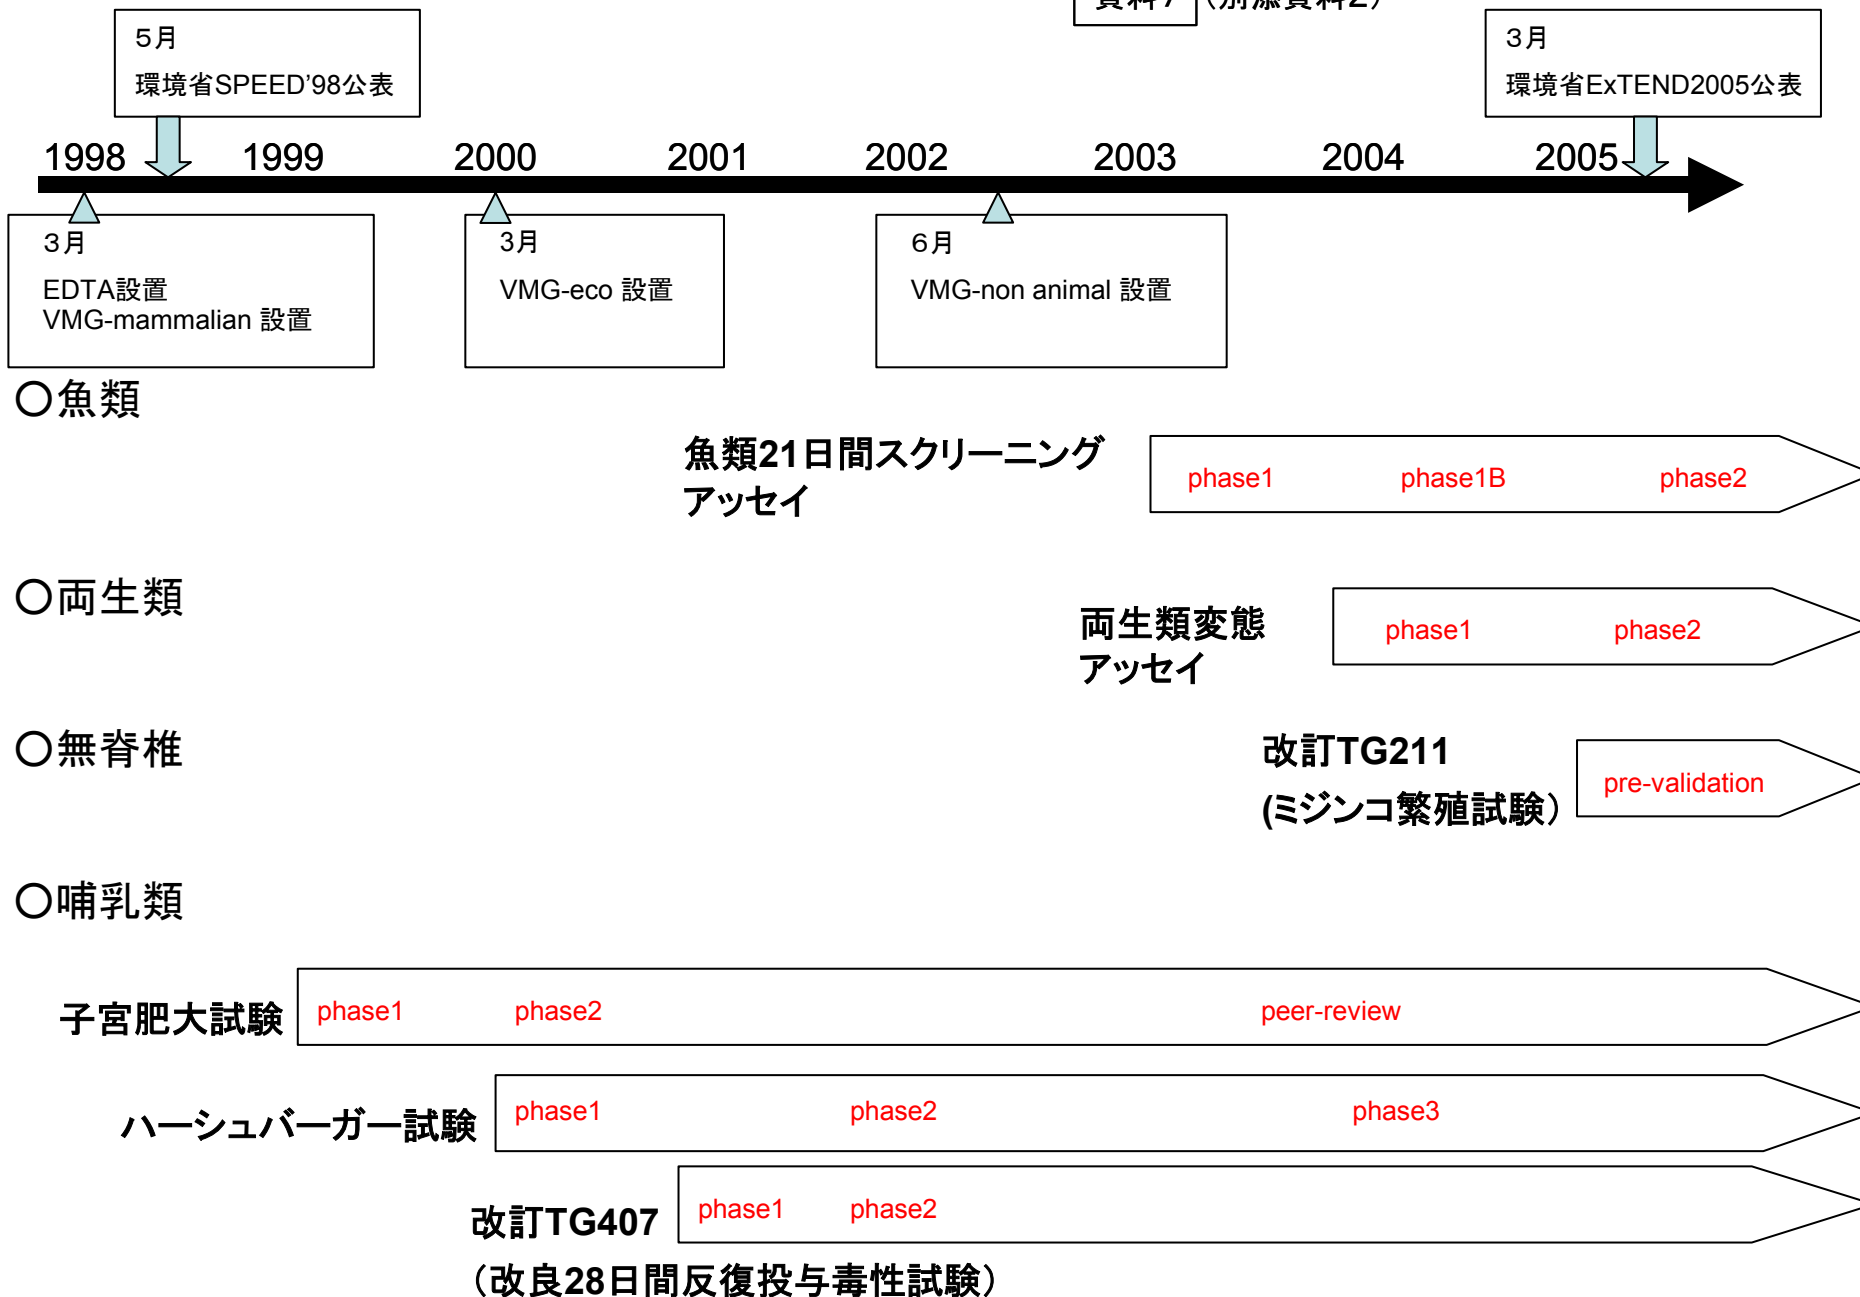 資料7 (別添資料2)
5月
環境省SPEED'98公表
3月
環境省ExTEND2005公表
1998 1999 2000 2001 2002 2003 2004 2005
3月
EDTA設置
VMG-mammalian 設置
3月
VMG-eco 設置
6月
VMG-non animal 設置
○魚類
魚類21日間スクリーニング
アッセイ
phase1 phase1B phase2
○両生類
両生類変態
アッセイ
phase1 phase2
○無脊椎
改訂TG211
(ミジンコ繁殖試験)
pre-validation
○哺乳類
子宮肥大試験 phase1 phase2 peer-review
ハーシュバーガー試験 phase1 phase2 phase3
改訂TG407 phase1 phase2
(改良28日間反復投与毒性試験)